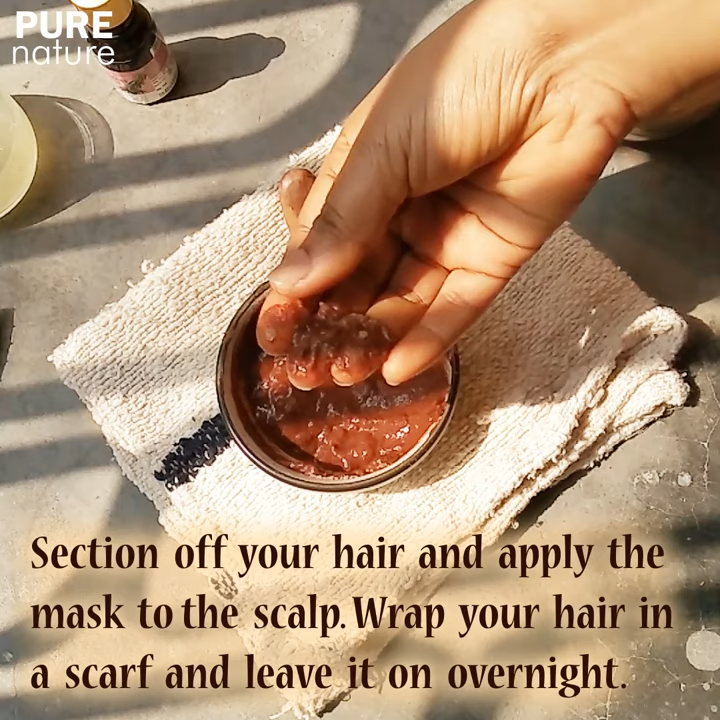 PURE
nature
Section off your hair and apply the
mask to the scalp. Wrap your hair in
a scarf and leave it on overnight.